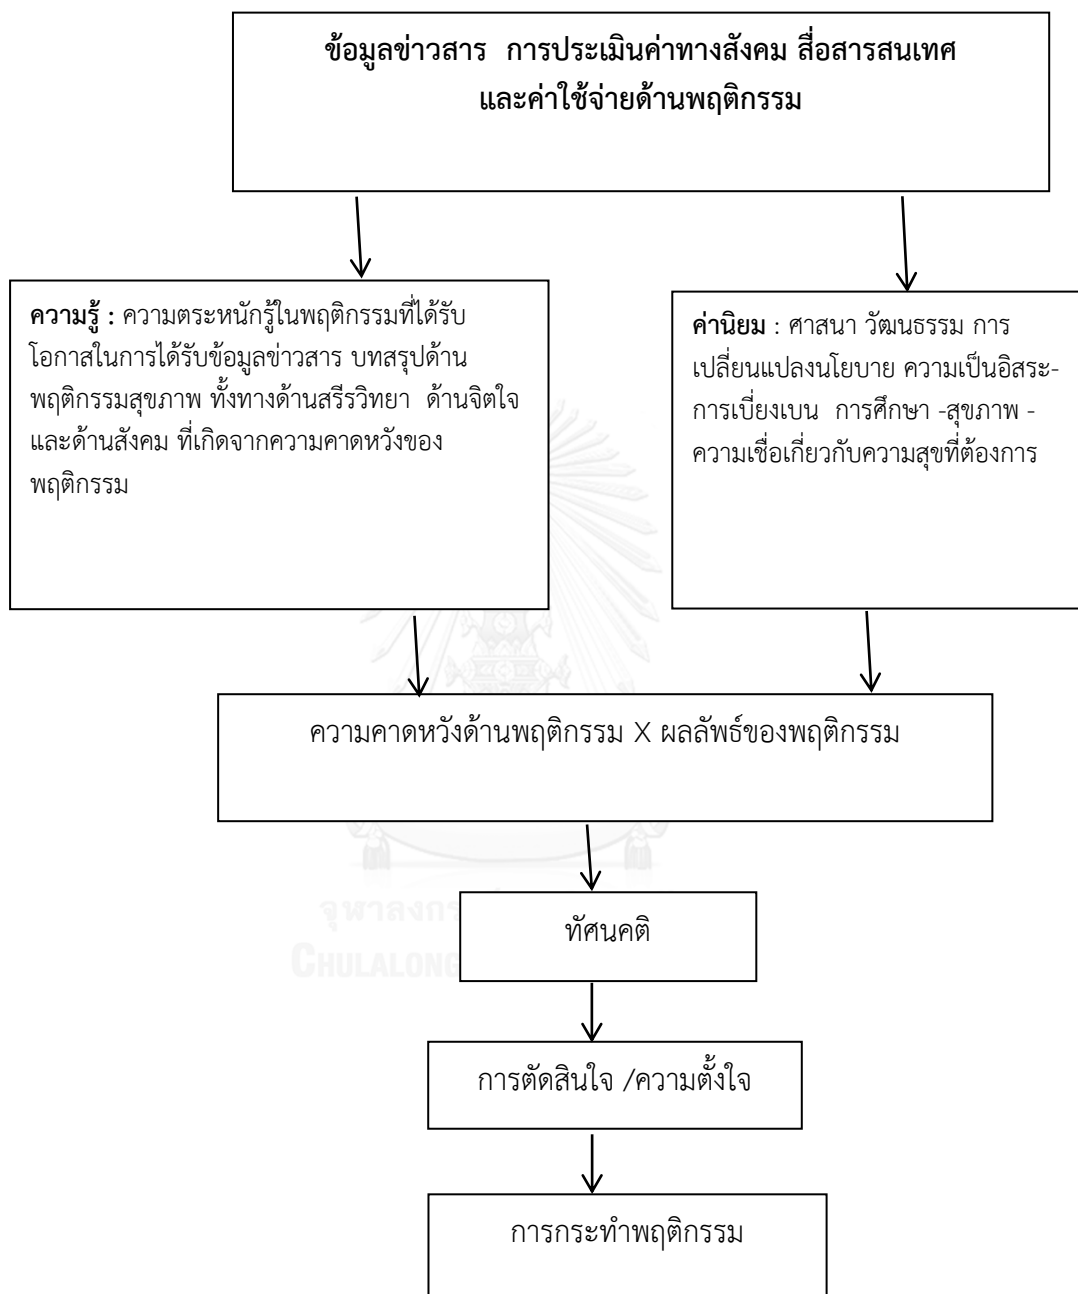 ข้อมูลข่าวสาร  การประเมินค่าทางสังคม สื่อสารสนเทศ
และค่าใช้จ่ายด้านพฤติกรรม
ความรู้ : ความตระหนักรู้ในพฤติกรรมที่ได้รับ
โอกาสในการได้รับข้อมูลข่าวสาร บทสรุปด้าน
พฤติกรรมสุขภาพ ทั้งทางด้านสรีรวิทยา  ด้านจิตใจ
และด้านสังคม ที่เกิดจากความคาดหวังของ
พฤติกรรม
ค่านิยม : ศาสนา วัฒนธรรม การ
เปลี่ยนแปลงนโยบาย ความเป็นอิสระ-
การเบี่ยงเบน  การศึกษา -สุขภาพ -
ความเชื่อเกี่ยวกับความสุขที่ต้องการ
ความคาดหวังด้านพฤติกรรม X ผลลัพธ์ของพฤติกรรม
ทัศนคติ
จุฬาลงกร
CHULALONG
การตัดสินใจ /ความตั้งใจ
การกระทำพฤติกรรม